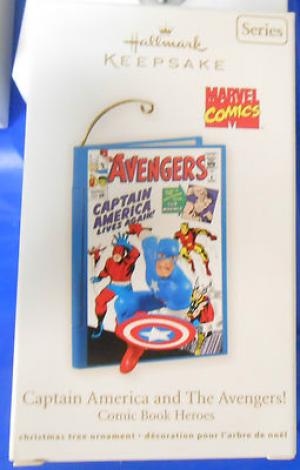 Hallmark
KEEPSAKE
Series
MARVEL
COMICS
M
THE AVENGERS
CAPTAIN
AMERICA
LIVES AGAIN!
Captain America and The Avengers!
Comic Book Heroes
christmas tree ornament • décoration pour l'arbre de noël